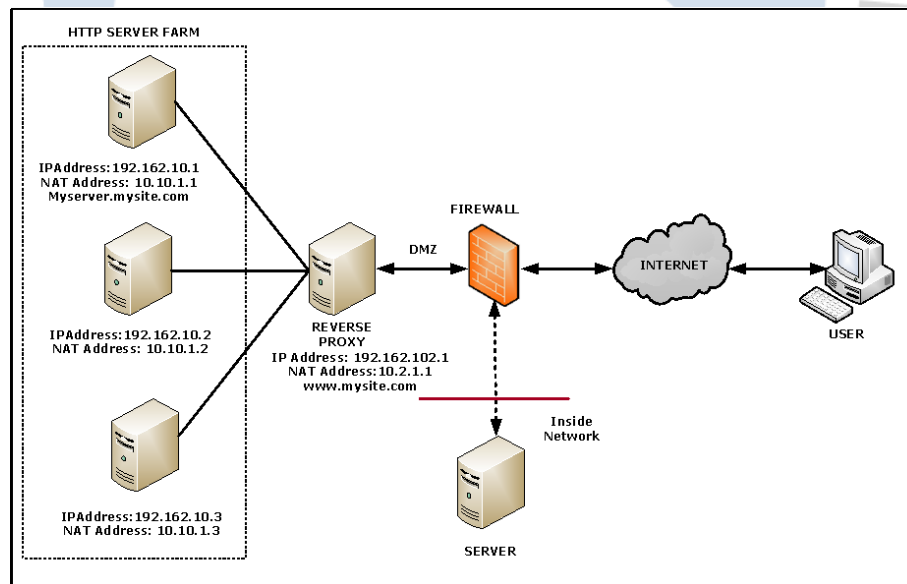 HTTP SERVER FARM
IPAddress:192.162.10.1
NAT Address: 10.10.1.1
Myserver.mysite.com
IPAddress:192.162.10.2
NAT Address: 10.10.1.2
IPAddress:192.162.10.3
NAT Address: 10.10.1.3
REVERSE
PROXY
IP Address: 192.162.102.1
NAT Address:10.2.1.1
www.mysite.com
DMZ
FIREWALL
INTERNET
USER
Inside
Network
SERVER